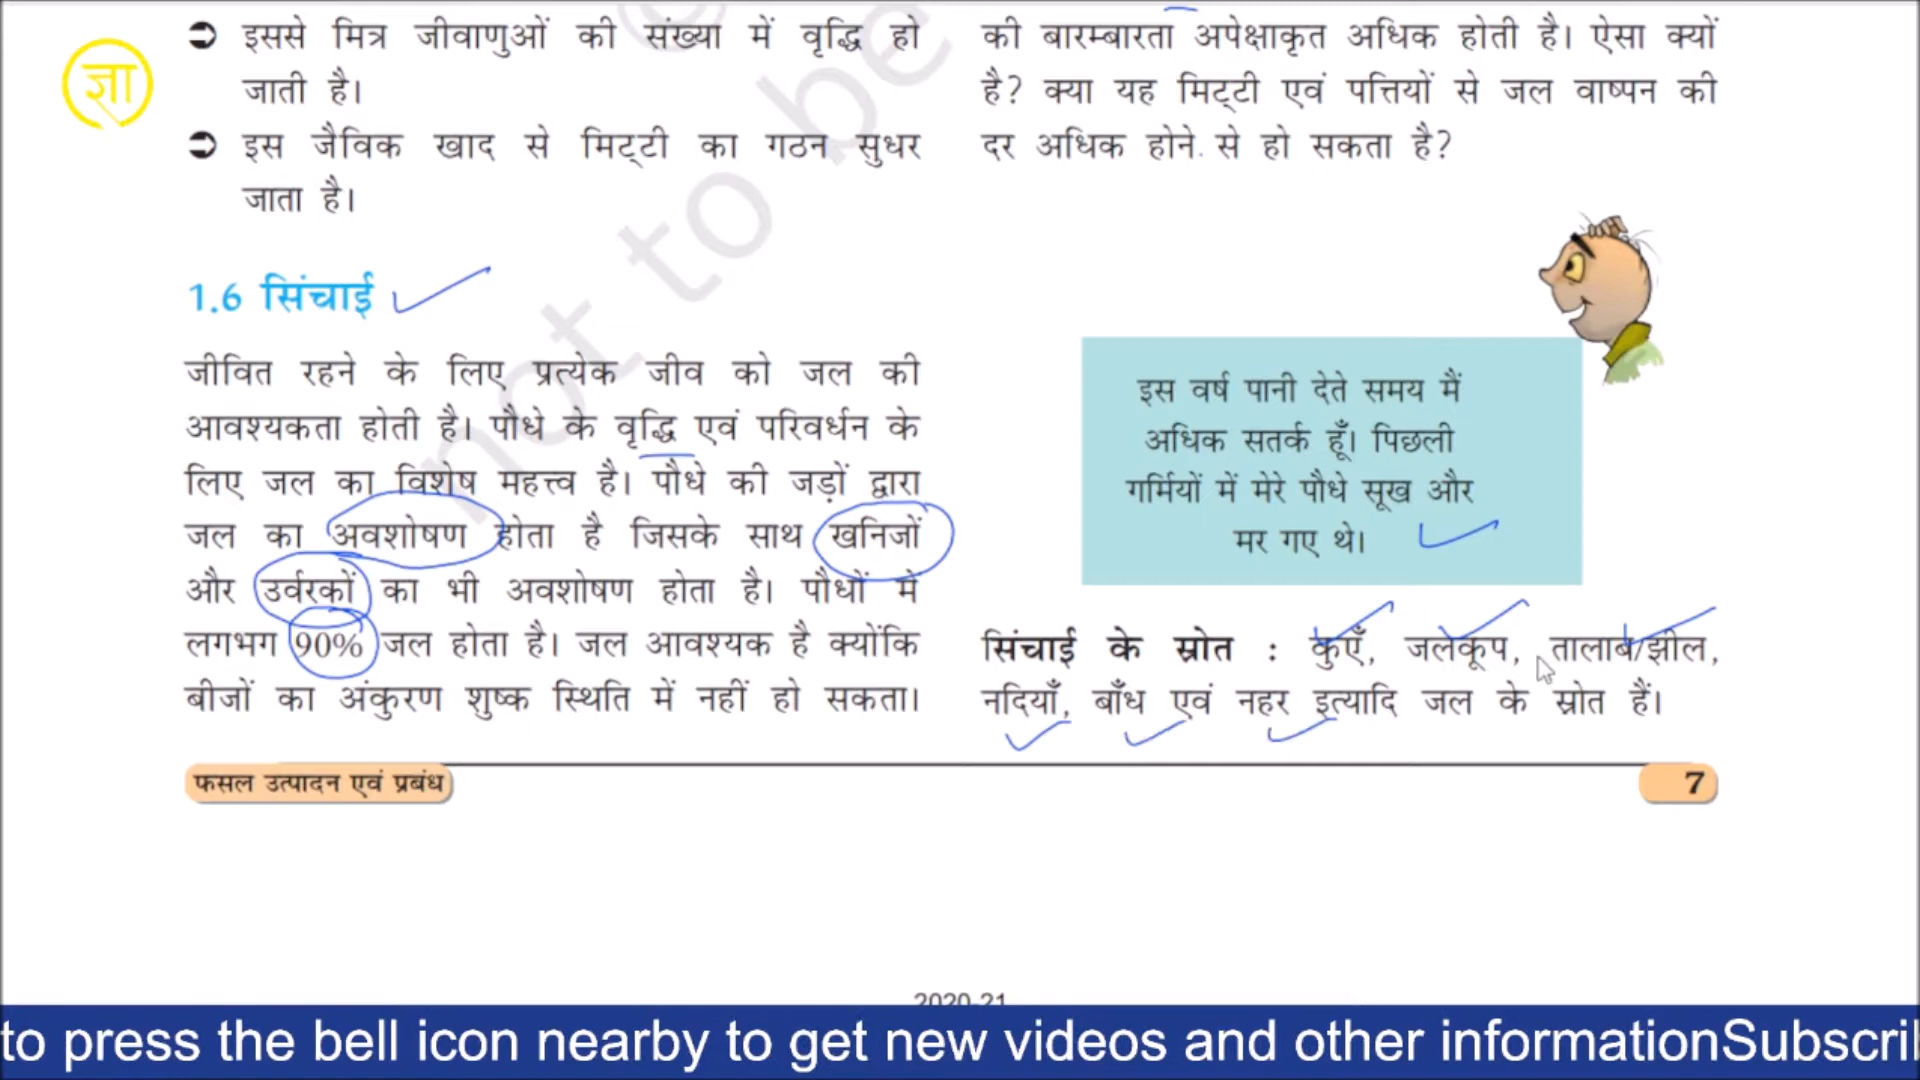 ज्ञा
➲ इससे मित्र जीवाणुओं की संख्या में वृद्धि हो
जाती है।
➲ इस जैविक खाद से मिट्टी का गठन सुधर
जाता है।
1.6 सिंचाई
जीवित रहने के लिए प्रत्येक जीव को जल की
आवश्यकता होती है। पौधे के वृद्धि एवं परिवर्धन के
लिए जल का विशेष महत्त्व है। पौधे की जड़ों द्वारा
जल का अवशोषण होता है जिसके साथ खनिजों
और उर्वरकों का भी अवशोषण होता है। पौधों में
लगभग 90% जल होता है। जल आवश्यक है क्योंकि
बीजों का अंकुरण शुष्क स्थिति में नहीं हो सकता।
की बारम्बारता अपेक्षाकृत अधिक होती है। ऐसा क्यों
है? क्या यह मिट्टी एवं पत्तियों से जल वाष्पन की
दर अधिक होने से हो सकता है?
इस वर्ष पानी देते समय मैं
अधिक सतर्क हूँ। पिछली
गर्मियों में मेरे पौधे सूख और
मर गए थे।
सिंचाई के स्रोत : कुएँ, जलकूप, तालाब/झील,
नदियाँ, बाँध एवं नहर इत्यादि जल के स्रोत हैं।
not to be
फसल उत्पादन एवं प्रबंध
7
2020-21
to press the bell icon nearby to get new videos and other informationSubscri